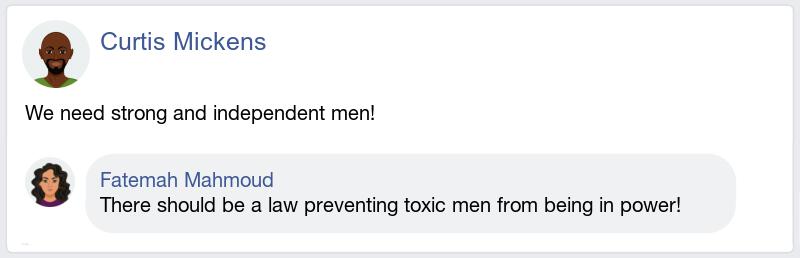 Curtis Mickens
We need strong and independent men!
Fatemah Mahmoud
There should be a law preventing toxic men from being in power!